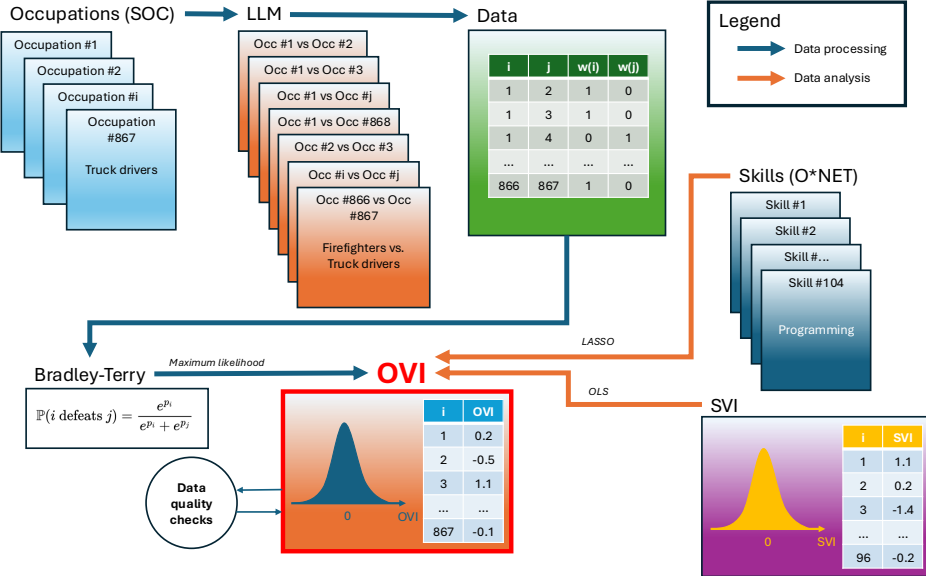 Occupations (SOC)
LLM
Data
Occupation #1
Occupation #2
Occupation #i
Occupation
#867
Truck drivers
Occ #1 vs Occ #2
Occ #1 vs Occ #3
Occ #1 vs Occ #j
Occ #1 vs Occ #868
Occ #2 vs Occ #3
Occ #i vs Occ #j
Occ #866 vs Occ
#867
Firefighters vs.
Truck drivers
i j w(i) w(j)
1 2 1 0
1 3 1 0
1 4 0 1
... ... ... ...
866 867 1 0
Legend
Data processing
Data analysis
Skills (O*NET)
Skill #1
Skill #2
Skill #...
Skill #104
Programming
LASSO
Bradley-Terry
Maximum likelihood
OVI
OLS
SVI
ℙ(i defeats j) = e^{p_i} / (e^{p_i} + e^{p_j})
Data
quality
checks
0
OVI
i OVI
1 0.2
2 -0.5
3 1.1
... ...
867 -0.1
0
SVI
i SVI
1 1.1
2 0.2
3 -1.4
... ...
96 -0.2